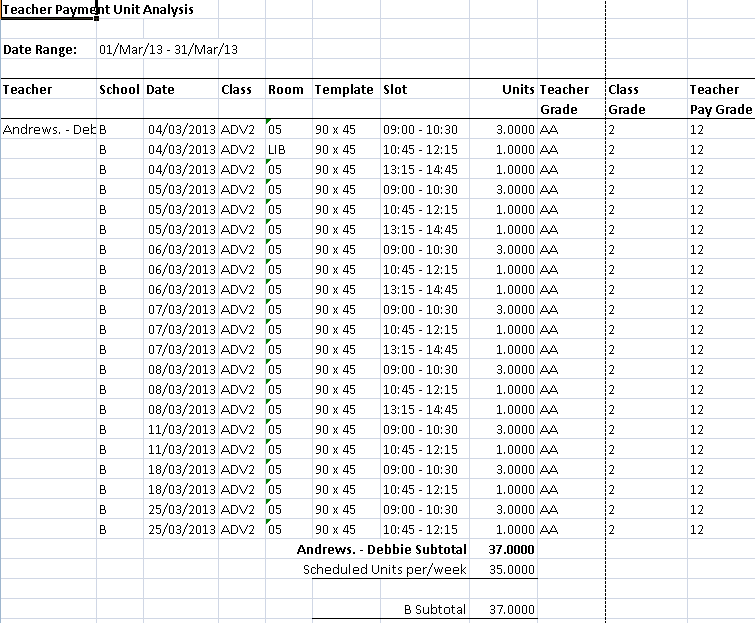 Teacher Payment Unit Analysis
Date Range: 01/Mar/13 - 31/Mar/13
Teacher School Date Class Room Template Slot Units Teacher Class Teacher
Grade Grade Pay Grade
Andrews. - Deb B 04/03/2013 ADV2 05 90 x 45 09:00 - 10:30 3.0000 AA 2 12
B 04/03/2013 ADV2 LIB 90 x 45 10:45 - 12:15 1.0000 AA 2 12
B 04/03/2013 ADV2 05 90 x 45 13:15 - 14:45 1.0000 AA 2 12
B 05/03/2013 ADV2 05 90 x 45 09:00 - 10:30 3.0000 AA 2 12
B 05/03/2013 ADV2 05 90 x 45 10:45 - 12:15 1.0000 AA 2 12
B 05/03/2013 ADV2 05 90 x 45 13:15 - 14:45 1.0000 AA 2 12
B 06/03/2013 ADV2 05 90 x 45 09:00 - 10:30 3.0000 AA 2 12
B 06/03/2013 ADV2 05 90 x 45 10:45 - 12:15 1.0000 AA 2 12
B 06/03/2013 ADV2 05 90 x 45 13:15 - 14:45 1.0000 AA 2 12
B 07/03/2013 ADV2 05 90 x 45 09:00 - 10:30 3.0000 AA 2 12
B 07/03/2013 ADV2 05 90 x 45 10:45 - 12:15 1.0000 AA 2 12
B 07/03/2013 ADV2 05 90 x 45 13:15 - 14:45 1.0000 AA 2 12
B 08/03/2013 ADV2 05 90 x 45 09:00 - 10:30 3.0000 AA 2 12
B 08/03/2013 ADV2 05 90 x 45 10:45 - 12:15 1.0000 AA 2 12
B 08/03/2013 ADV2 05 90 x 45 13:15 - 14:45 1.0000 AA 2 12
B 11/03/2013 ADV2 05 90 x 45 09:00 - 10:30 3.0000 AA 2 12
B 11/03/2013 ADV2 05 90 x 45 10:45 - 12:15 1.0000 AA 2 12
B 18/03/2013 ADV2 05 90 x 45 09:00 - 10:30 3.0000 AA 2 12
B 18/03/2013 ADV2 05 90 x 45 10:45 - 12:15 1.0000 AA 2 12
B 25/03/2013 ADV2 05 90 x 45 09:00 - 10:30 3.0000 AA 2 12
B 25/03/2013 ADV2 05 90 x 45 10:45 - 12:15 1.0000 AA 2 12
Andrews. - Debbie Subtotal 37.0000
Scheduled Units per/week 35.0000
B Subtotal 37.0000